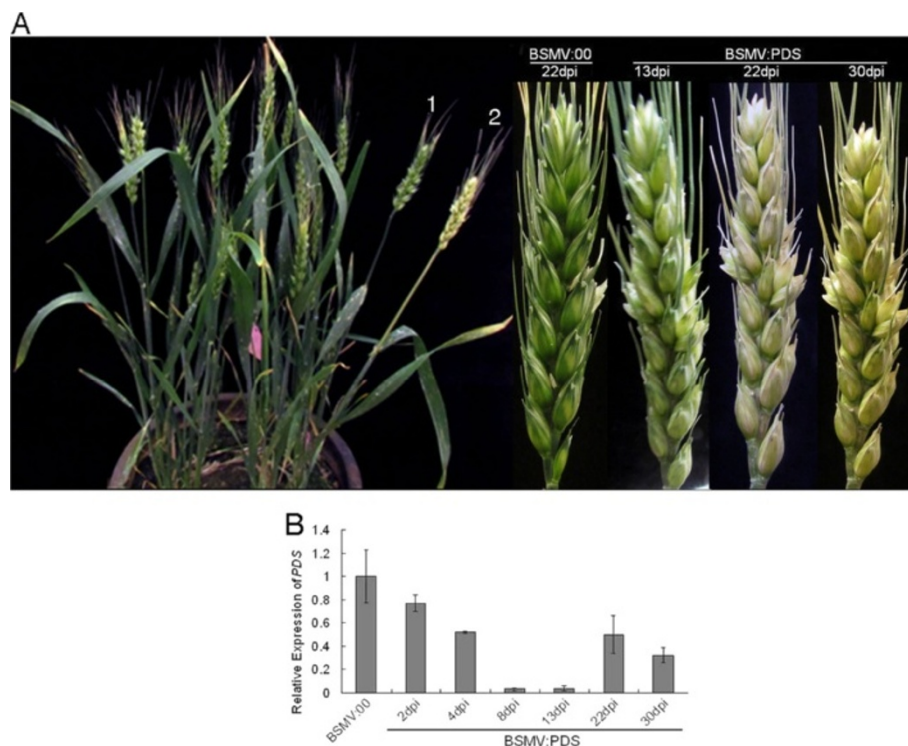 A
BSMV:00 BSMV:PDS
22dpi 13dpi 22dpi 30dpi
1
2
B
Relative Expression of PDS
1.4
1.2
1
0.8
0.6
0.4
0.2
0
BSMV:00 2dpi 4dpi 8dpi 13dpi 22dpi 30dpi
BSMV:PDS